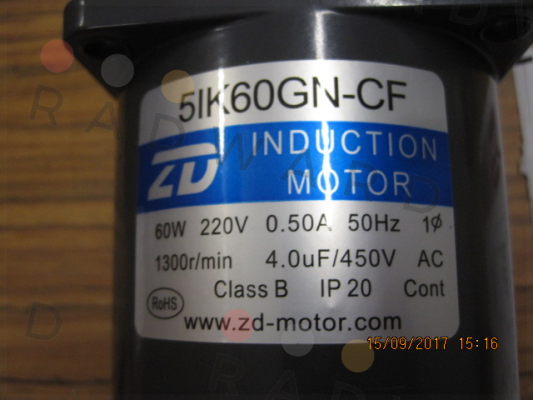 5IK60GN-CF
ZD INDUCTION
MOTOR
60W 220V 0.50A 50Hz 1Ø
1300r/min 4.0uF/450V AC
Class B IP 20 Cont
RoHS
www.zd-motor.com
15/09/2017 15:16